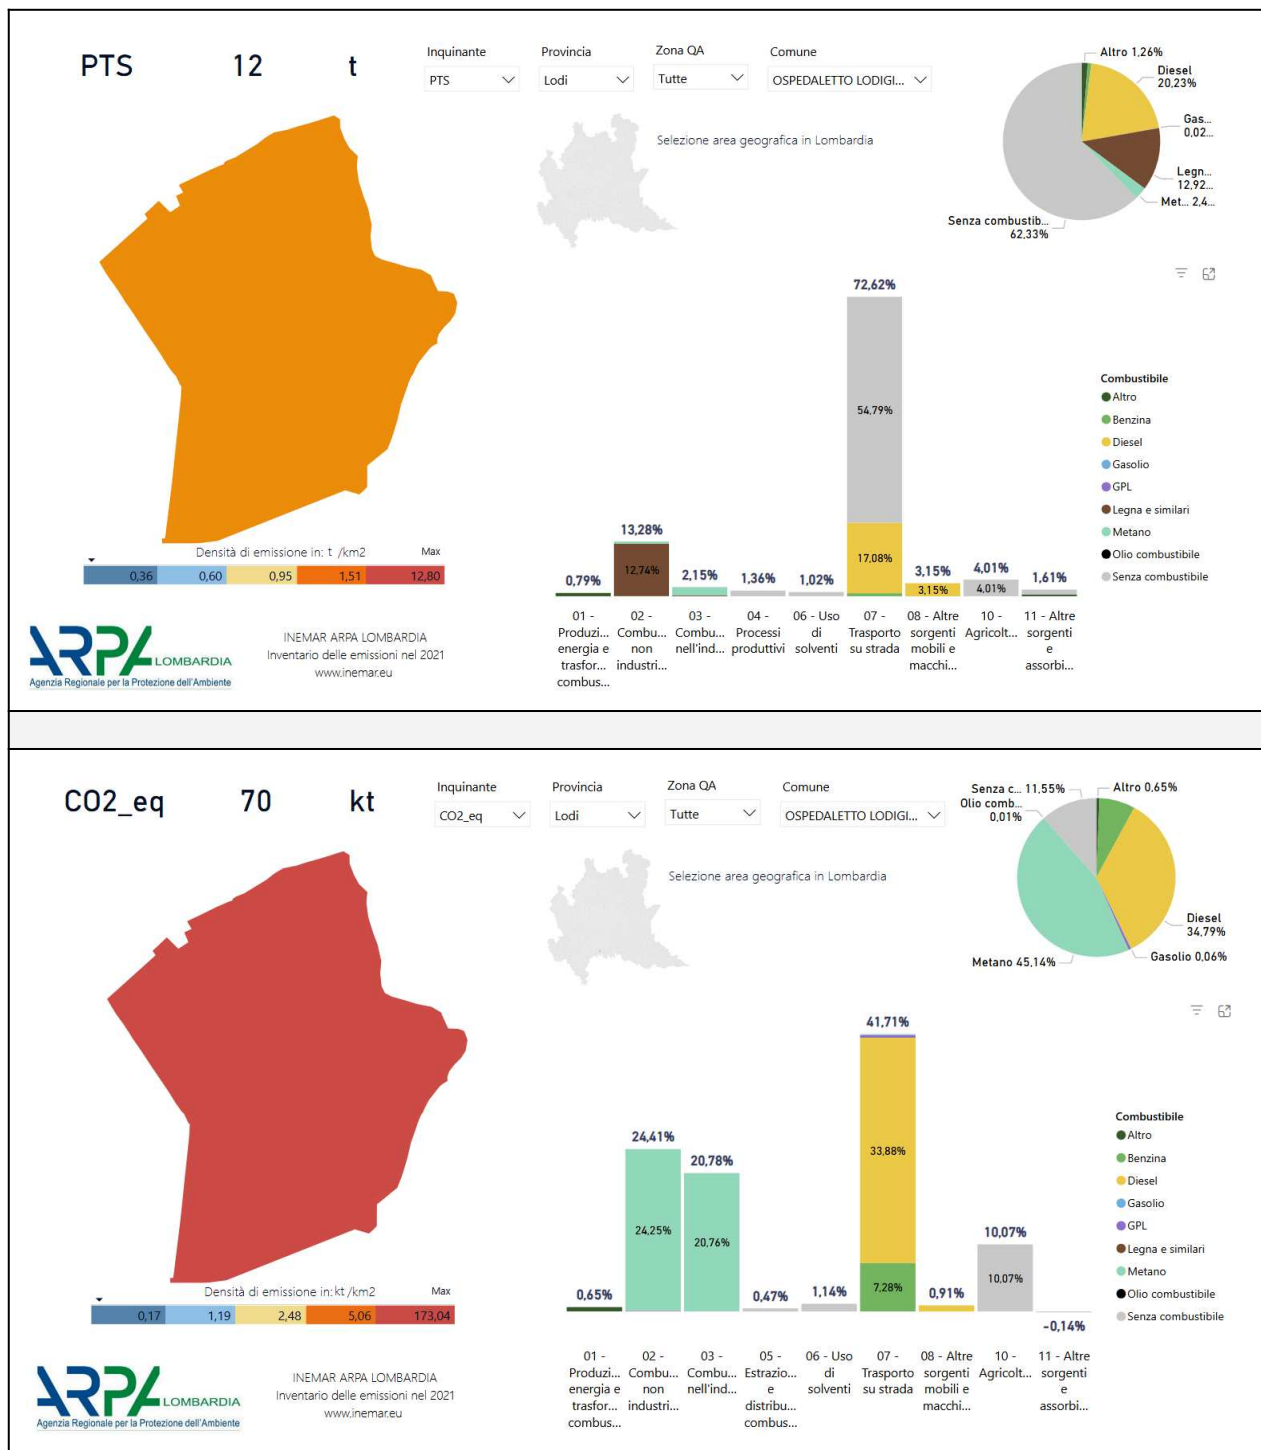 PTS 12 t
Inquinante Provincia Zona QA Comune
PTS Lodi Tutte OSPEDALETTO LODIGI...
Selezione area geografica in Lombardia
Altro 1,26%
Diesel
20,23%
Gas...
0,02...
Legn...
12,92...
Met... 2,4...
Senza combustib...
62,33%
72,62%
54,79%
17,08%
13,28%
12,74%
0,79%
2,15%
1,36%
1,02%
3,15%
3,15%
4,01%
4,01%
1,61%
01 -
Produzi...
energia e
trasfor...
combus...
02 -
Combu...
non
industri...
03 -
Combu...
nell'ind...
04 -
Processi
produttivi
06 - Uso
di
solventi
07 -
Trasporto
su strada
08 - Altre
sorgenti
mobili e
macchi...
10 -
Agricolt...
11 - Altre
sorgenti
e
assorbi...
Combustibile
Altro
Benzina
Diesel
Gasolio
GPL
Legna e similari
Metano
Olio combustibile
Senza combustibile
Densità di emissione in: t /km2 Max
0,36 0,60 0,95 1,51 12,80
ARPA LOMBARDIA
Agenzia Regionale per la Protezione dell'Ambiente
INEMAR ARPA LOMBARDIA
Inventario delle emissioni nel 2021
www.inemar.eu
CO2_eq 70 kt
Inquinante Provincia Zona QA Comune
CO2_eq Lodi Tutte OSPEDALETTO LODIGI...
Selezione area geografica in Lombardia
Senza c... 11,55%
Olio comb...
0,01%
Altro 0,65%
Diesel
34,79%
Gasolio 0,06%
Metano 45,14%
41,71%
33,88%
7,28%
24,41%
24,25%
20,78%
20,76%
0,65%
0,47%
1,14%
0,91%
10,07%
10,07%
-0,14%
01 -
Produzi...
energia e
trasfor...
combus...
02 -
Combu...
non
industri...
03 -
Combu...
nell'ind...
05 -
Estrazio...
e
distribu...
combus...
06 - Uso
di
solventi
07 -
Trasporto
su strada
08 - Altre
sorgenti
mobili e
macchi...
10 -
Agricolt...
11 - Altre
sorgenti
e
assorbi...
Combustibile
Altro
Benzina
Diesel
Gasolio
GPL
Legna e similari
Metano
Olio combustibile
Senza combustibile
Densità di emissione in: kt /km2 Max
0,17 1,19 2,48 5,06 173,04
ARPA LOMBARDIA
Agenzia Regionale per la Protezione dell'Ambiente
INEMAR ARPA LOMBARDIA
Inventario delle emissioni nel 2021
www.inemar.eu